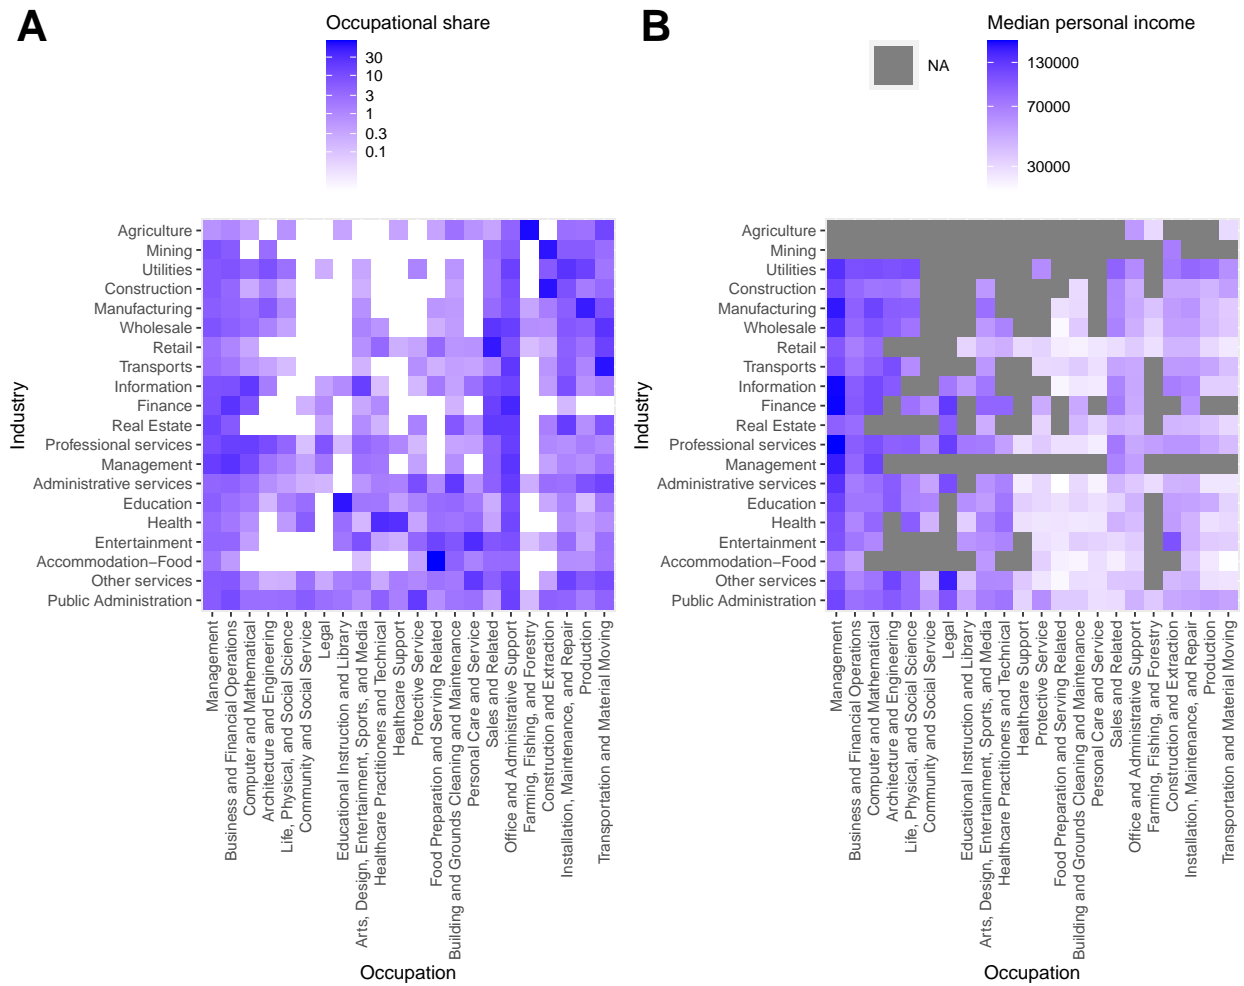 A
Occupational share
30
10
3
1
0.3
0.1
Industry
Agriculture
Mining
Utilities
Construction
Manufacturing
Wholesale
Retail
Transports
Information
Finance
Real Estate
Professional services
Management
Administrative services
Education
Health
Entertainment
Accommodation−Food
Other services
Public Administration
Management
Business and Financial Operations
Computer and Mathematical
Architecture and Engineering
Life, Physical, and Social Science
Community and Social Service
Legal
Educational Instruction and Library
Arts, Design, Entertainment, Sports, and Media
Healthcare Practitioners and Technical
Healthcare Support
Protective Service
Food Preparation and Serving Related
Building and Grounds Cleaning and Maintenance
Personal Care and Service
Sales and Related
Office and Administrative Support
Farming, Fishing, and Forestry
Construction and Extraction
Installation, Maintenance, and Repair
Production
Transportation and Material Moving
Occupation
B
NA
Median personal income
130000
70000
30000
Industry
Agriculture
Mining
Utilities
Construction
Manufacturing
Wholesale
Retail
Transports
Information
Finance
Real Estate
Professional services
Management
Administrative services
Education
Health
Entertainment
Accommodation−Food
Other services
Public Administration
Management
Business and Financial Operations
Computer and Mathematical
Architecture and Engineering
Life, Physical, and Social Science
Community and Social Service
Legal
Educational Instruction and Library
Arts, Design, Entertainment, Sports, and Media
Healthcare Practitioners and Technical
Healthcare Support
Protective Service
Food Preparation and Serving Related
Building and Grounds Cleaning and Maintenance
Personal Care and Service
Sales and Related
Office and Administrative Support
Farming, Fishing, and Forestry
Construction and Extraction
Installation, Maintenance, and Repair
Production
Transportation and Material Moving
Occupation